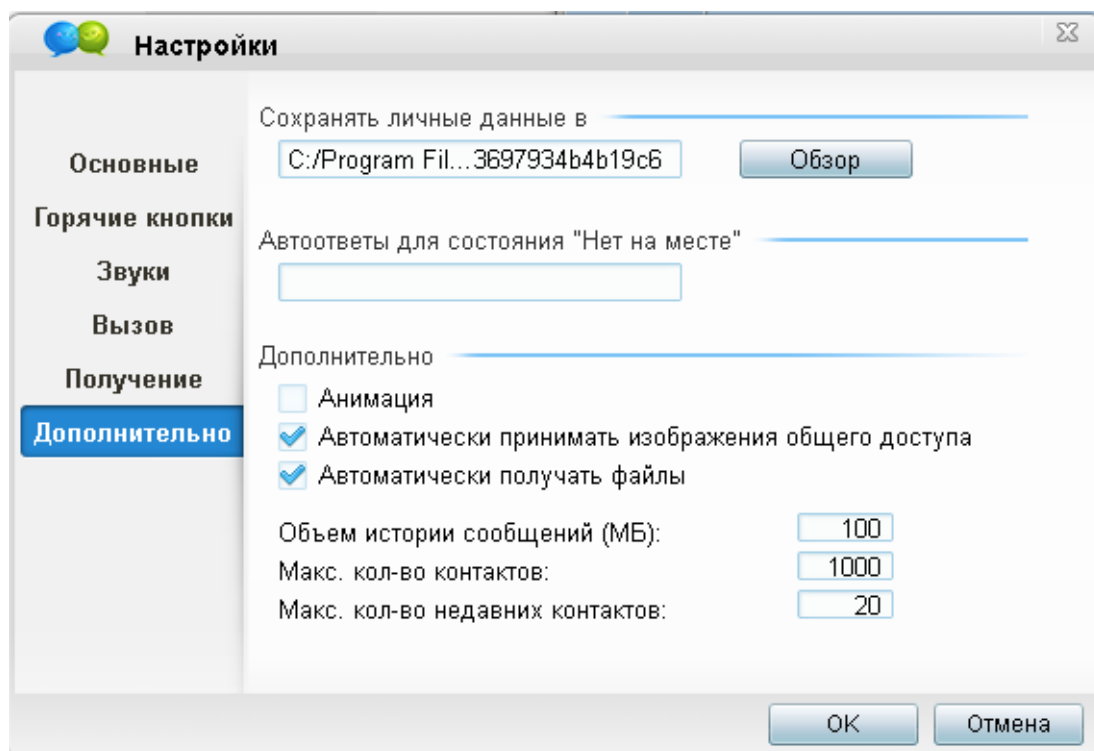 Настройки
Основные
Горячие кнопки
Звуки
Вызов
Получение
Дополнительно
Сохранять личные данные в
C:/Program Fil...3697934b4b19c6
Обзор
Автоответы для состояния "Нет на месте"
Дополнительно
Анимация
Автоматически принимать изображения общего доступа
Автоматически получать файлы
Объем истории сообщений (МБ): 100
Макс. кол-во контактов: 1000
Макс. кол-во недавних контактов: 20
OK Отмена